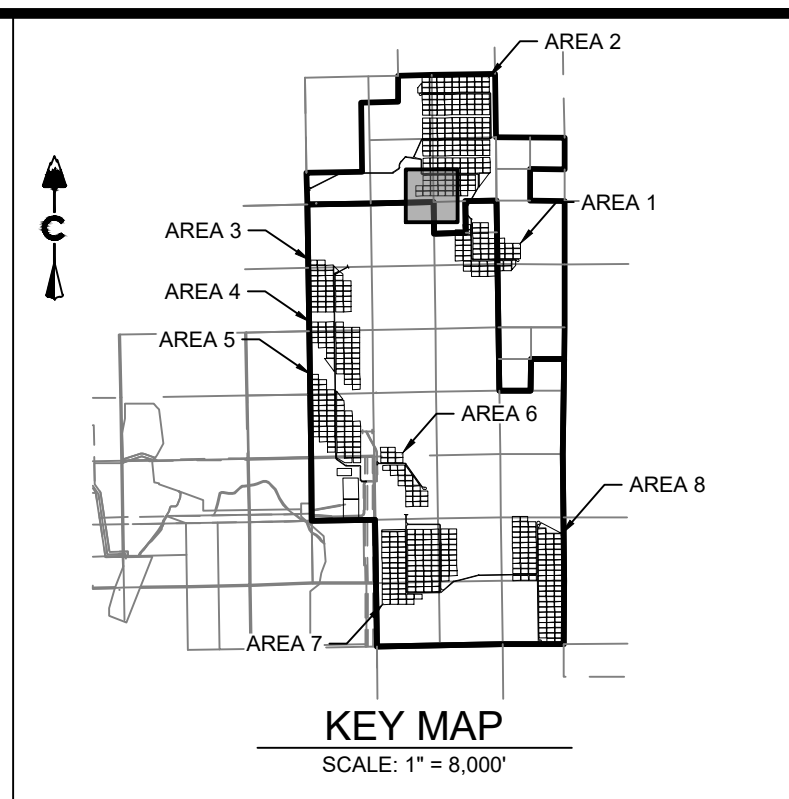 AREA 2
AREA 1
AREA 3
AREA 4
AREA 5
AREA 6
AREA 8
AREA 7
C
KEY MAP
SCALE: 1" = 8,000'